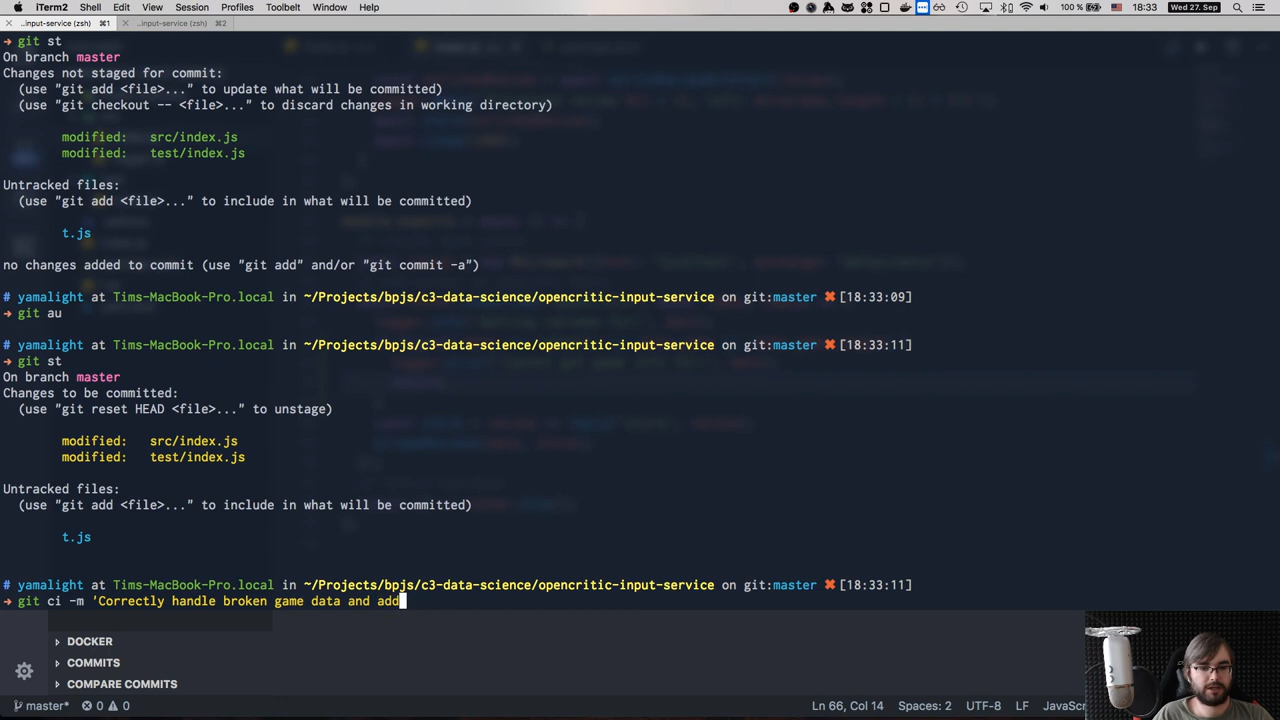 iTerm2 Shell Edit View Session Profiles Toolbelt Window Help 100 % 18:33 Wed 27. Sep
..input-service (zsh) ⌘1 ..input-service (zsh) ⌘2
➜ git st
On branch master
Changes not staged for commit:
(use "git add <file>..." to update what will be committed)
(use "git checkout -- <file>..." to discard changes in working directory)
modified: src/index.js
modified: test/index.js
Untracked files:
(use "git add <file>..." to include in what will be committed)
t.js
no changes added to commit (use "git add" and/or "git commit -a")
# yamalight at Tims-MacBook-Pro.local in ~/Projects/bpjs/c3-data-science/opencritic-input-service on git:master ✖ [18:33:09]
➜ git au
# yamalight at Tims-MacBook-Pro.local in ~/Projects/bpjs/c3-data-science/opencritic-input-service on git:master ✖ [18:33:11]
➜ git st
On branch master
Changes to be committed:
(use "git reset HEAD <file>..." to unstage)
modified: src/index.js
modified: test/index.js
Untracked files:
(use "git add <file>..." to include in what will be committed)
t.js
# yamalight at Tims-MacBook-Pro.local in ~/Projects/bpjs/c3-data-science/opencritic-input-service on git:master ✖ [18:33:11]
➜ git ci -m 'Correctly handle broken game data and add
DOCKER
COMMITS
COMPARE COMMITS
master* 0 0 Ln 66, Col 14 Spaces: 2 UTF-8 LF JavaScr